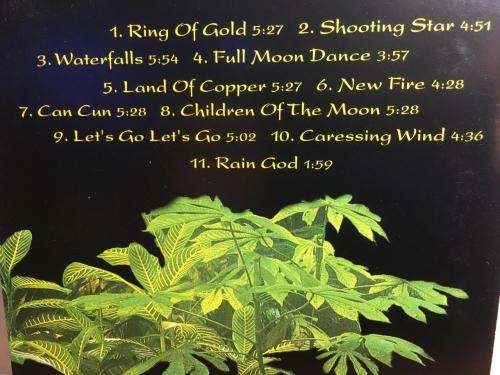 1. Ring Of Gold 5:27 2. Shooting Star 4:51
3. Waterfalls 5:54 4. Full Moon Dance 3:57
5. Land Of Copper 5:27 6. New Fire 4:28
7. Can Cun 5:28 8. Children Of The Moon 5:28
9. Let's Go Let's Go 5:02 10. Caressing Wind 4:36
11. Rain God 1:59